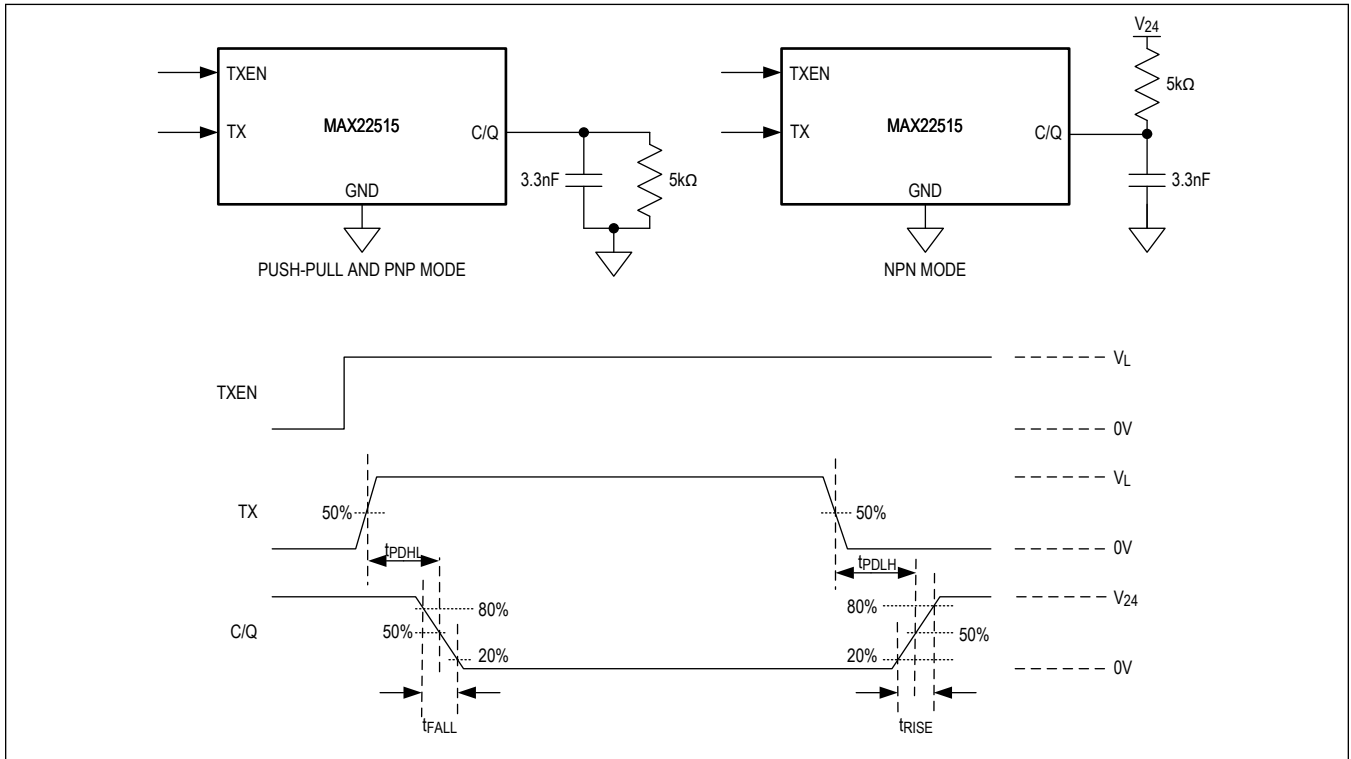 V24
TXEN
TXEN
5kΩ
TX
MAX22515
C/Q
TX
MAX22515
C/Q
3.3nF
5kΩ
3.3nF
GND
GND
PUSH-PULL AND PNP MODE
NPN MODE
VL
TXEN
0V
VL
TX
50%
50%
0V
tPDHL
tPDLH
V24
80%
80%
C/Q
50%
50%
20%
20%
0V
tFALL
tRISE